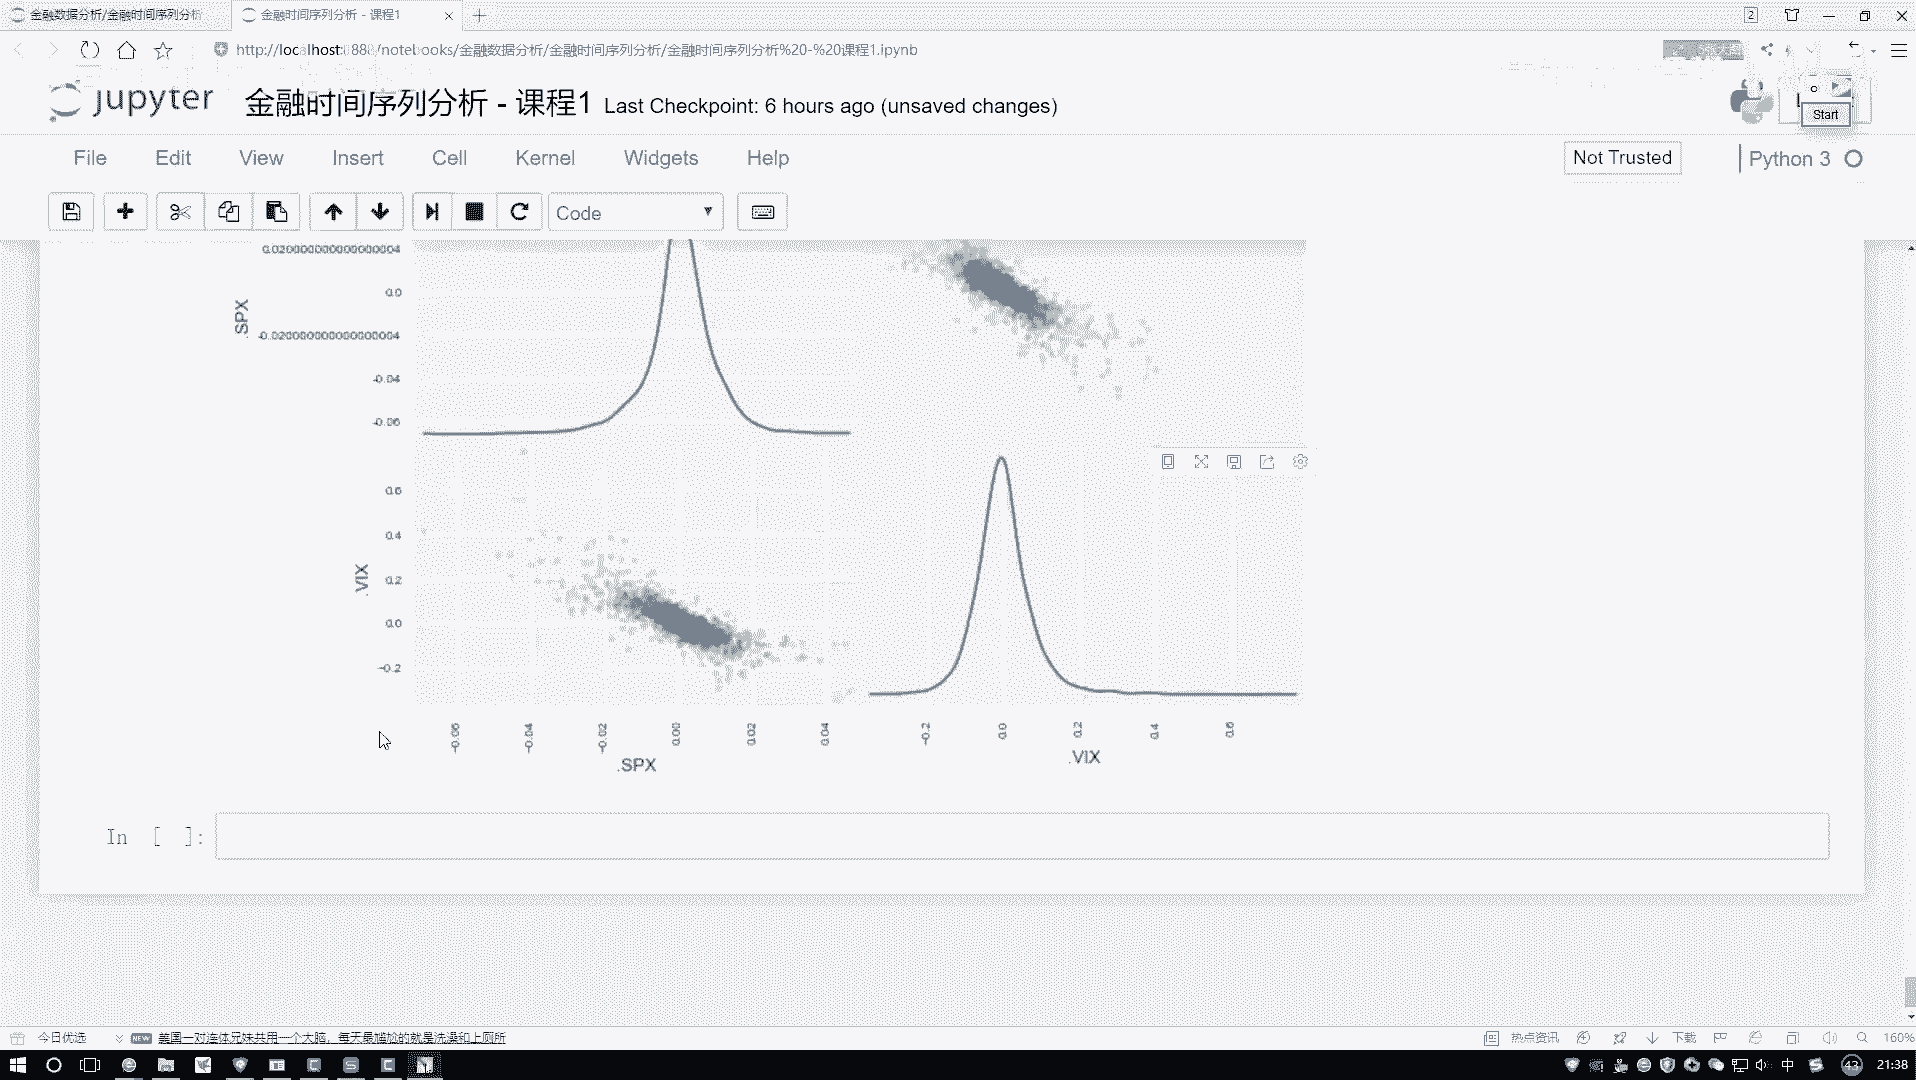 金融数据分析/金融时间序列分析
金融时间序列分析 - 课程1
2
http://localhost:888/notebooks/金融数据分析/金融时间序列分析/金融时间序列分析%20-%20课程1.ipynb
jupyter 金融时间序列分析 - 课程1 Last Checkpoint: 6 hours ago (unsaved changes)
Start
File Edit View Insert Cell Kernel Widgets Help
Not Trusted
Python 3
Code
0.020000000000000004
0.0
-0.020000000000000004
-0.04
-0.06
.SPX
0.6
0.4
0.2
0.0
-0.2
.VIX
-0.06 -0.04 -0.02 0.00 0.02 0.04
.SPX
-0.2 0.0 0.2 0.4 0.6
.VIX
In [ ]:
今日优选
NEW
美国一对连体兄妹共用一个大脑，每天最尴尬的就是洗澡和上厕所
热点资讯
下载
160%
中
43
21:38